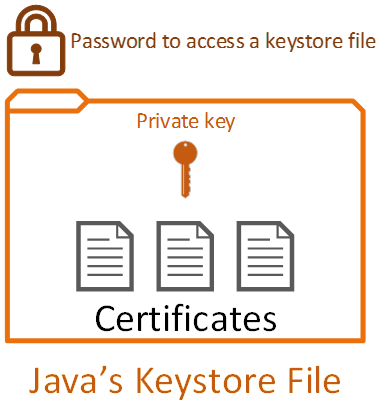 Password to access a keystore file
Private key
Certificates
Java's Keystore File